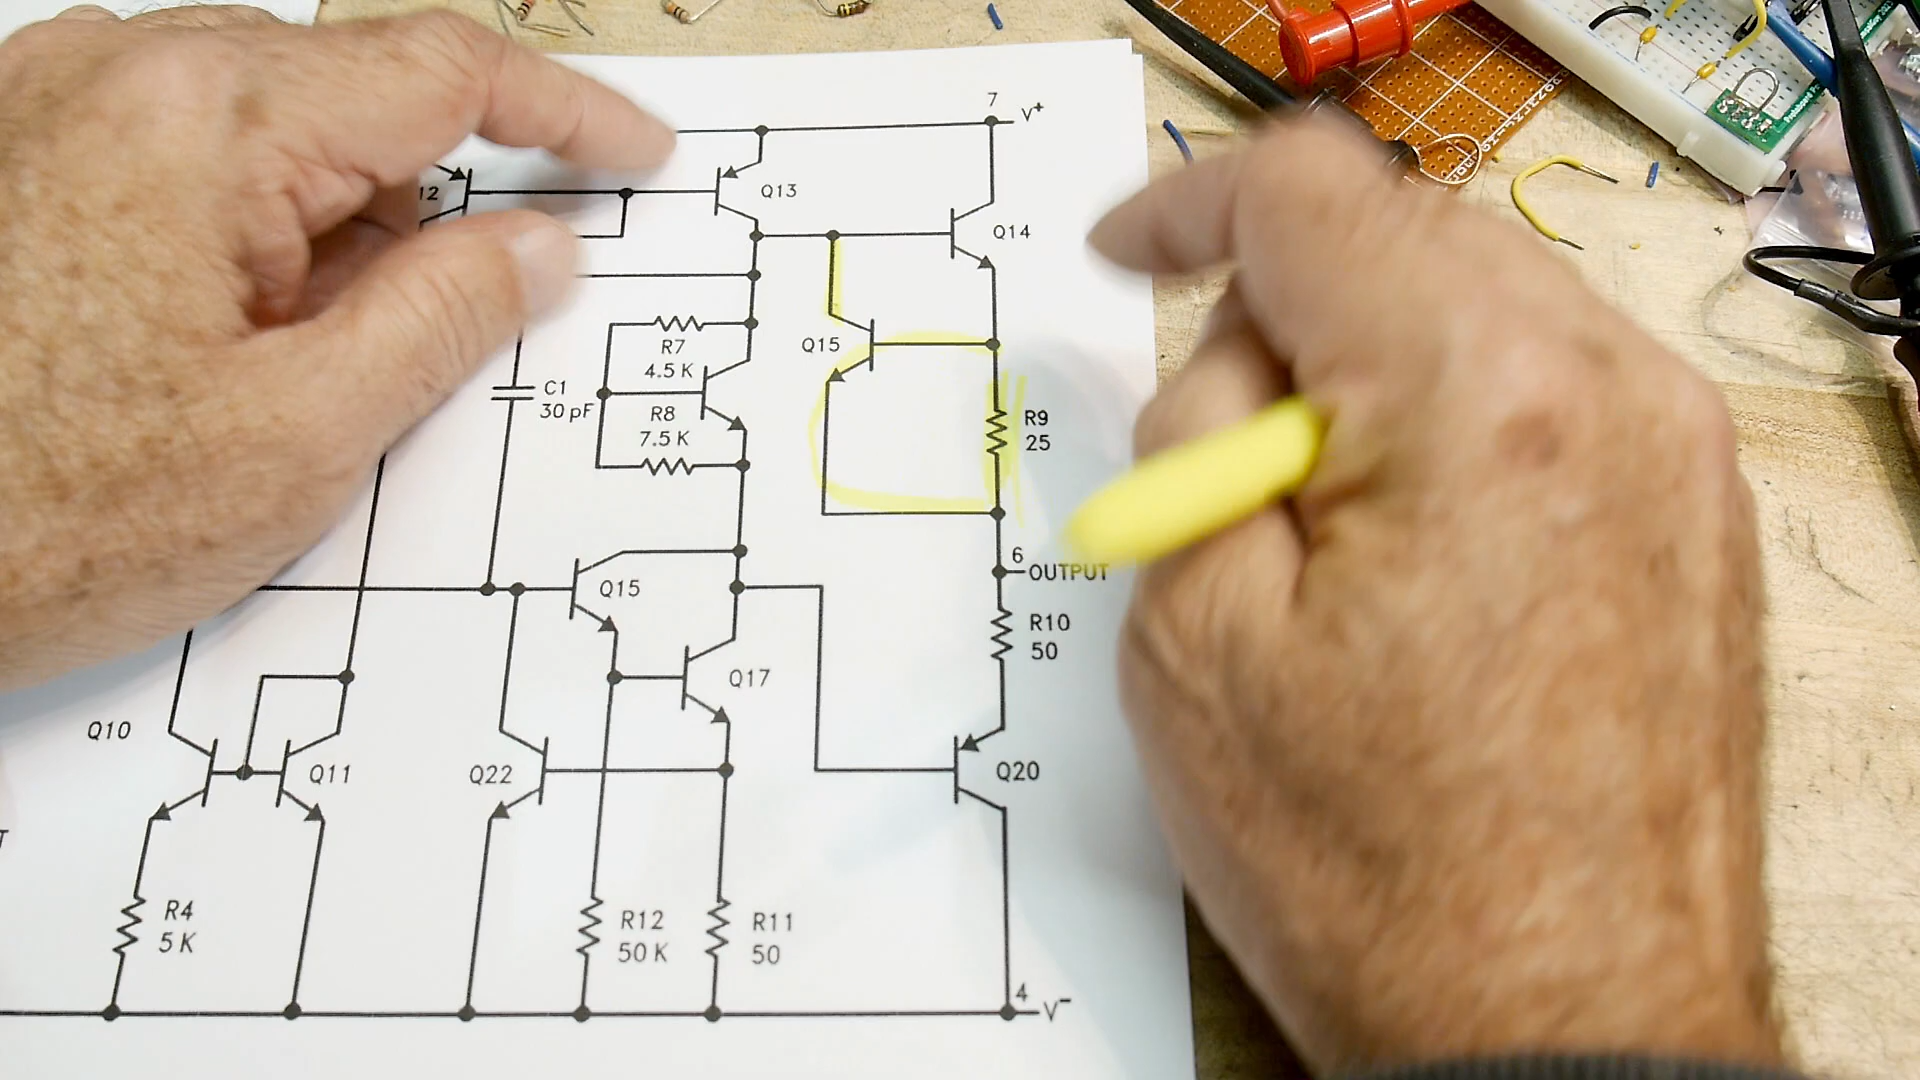 7 V+
12
Q13
Q14
Q15
R7
4.5 K
C1
30 pF
R8
7.5 K
R9
25
6
OUTPUT
Q15
R10
50
Q17
Q10
Q11
Q22
Q20
R4
5 K
R12
50 K
R11
50
4
V−